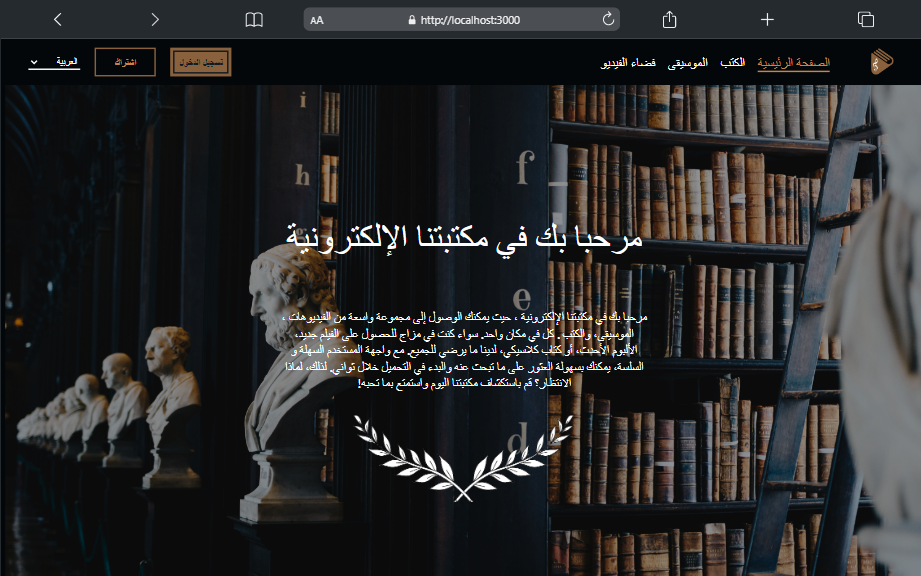 AA http://localhost:3000
الصفحة الرئيسية الكتب الموسيقى فضاء الفيديو تسجيل الدخول اشتراك العربية
i
h
f
مرحبا بك في مكتبتنا الإلكترونية
e
مرحبا بك في مكتبتنا الإلكترونية ، حيث يمكنك الوصول إلى مجموعة واسعة من الفيديوهات ،
الموسيقى، والكتب . كل في مكان واحد. سواء كنت في مزاج للحصول على الفيلم جديد،
الألبوم الأحدث، أو كتاب كلاسيكي، لدينا ما يرضي للجميع. مع واجهة المستخدم السهلة و
السلسة، يمكنك بسهولة العثور على ما تبحث عنه والبدء في التحميل خلال ثواني. لذلك، لماذا
الانتظار؟ قم باستكشاف مكتبتنا اليوم واستمتع بما تحبه!
d